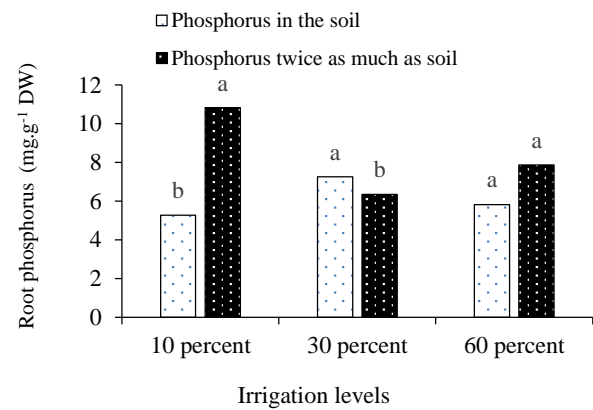 Phosphorus in the soil
Phosphorus twice as much as soil
Root phosphorus (mg.g⁻¹ DW)
12
10
8
6
4
2
0
b
a
a
b
a
a
10 percent
30 percent
60 percent
Irrigation levels